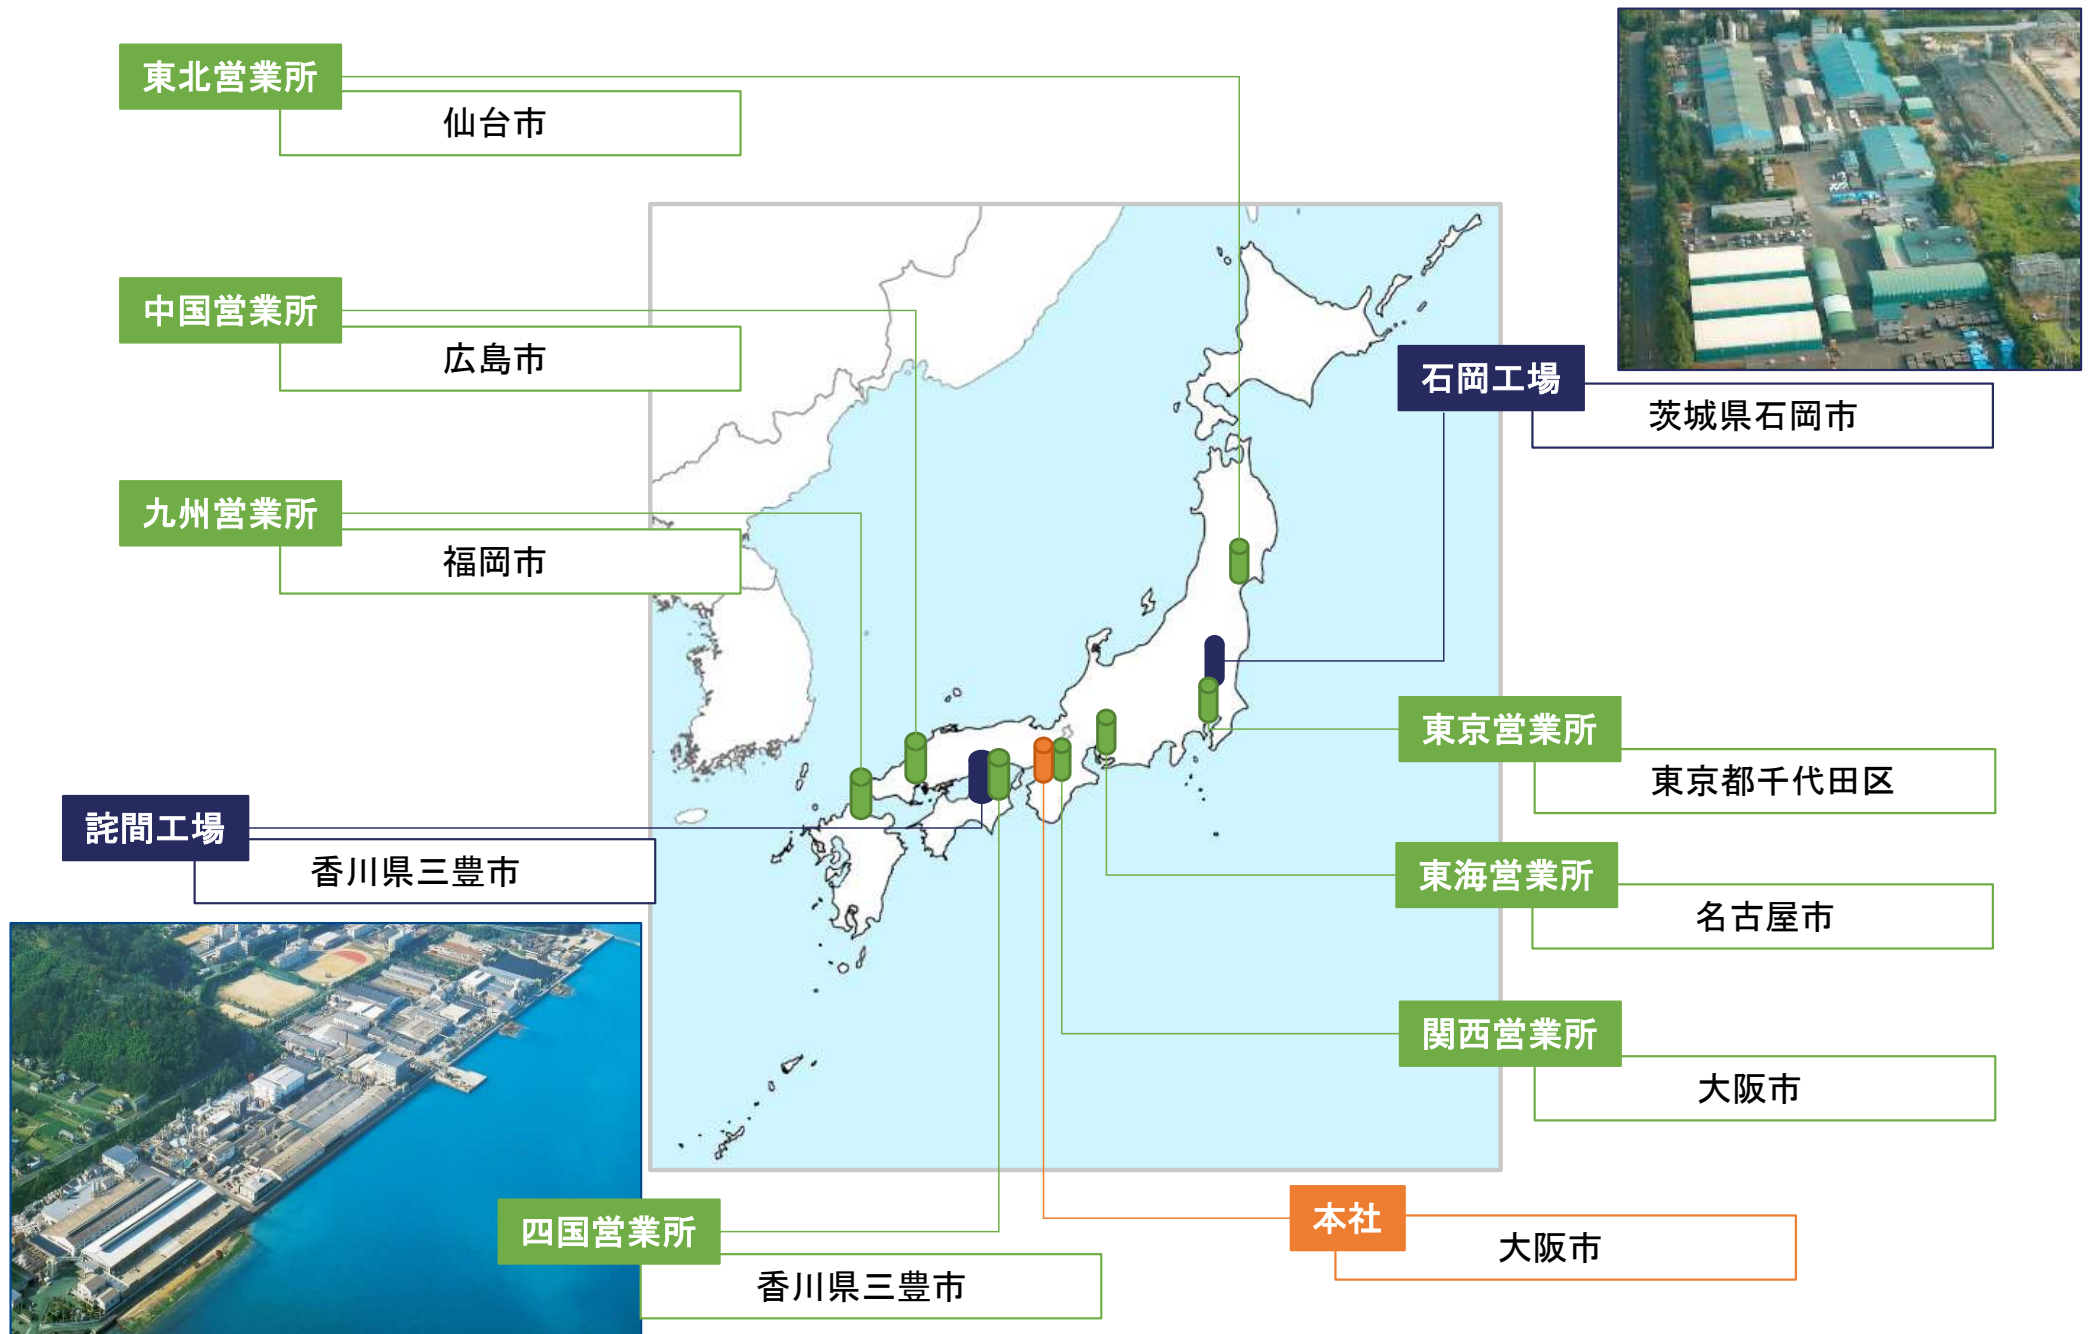 東北営業所
仙台市
中国営業所
広島市
九州営業所
福岡市
詫間工場
香川県三豊市
四国営業所
香川県三豊市
石岡工場
茨城県石岡市
東京営業所
東京都千代田区
東海営業所
名古屋市
関西営業所
大阪市
本社
大阪市